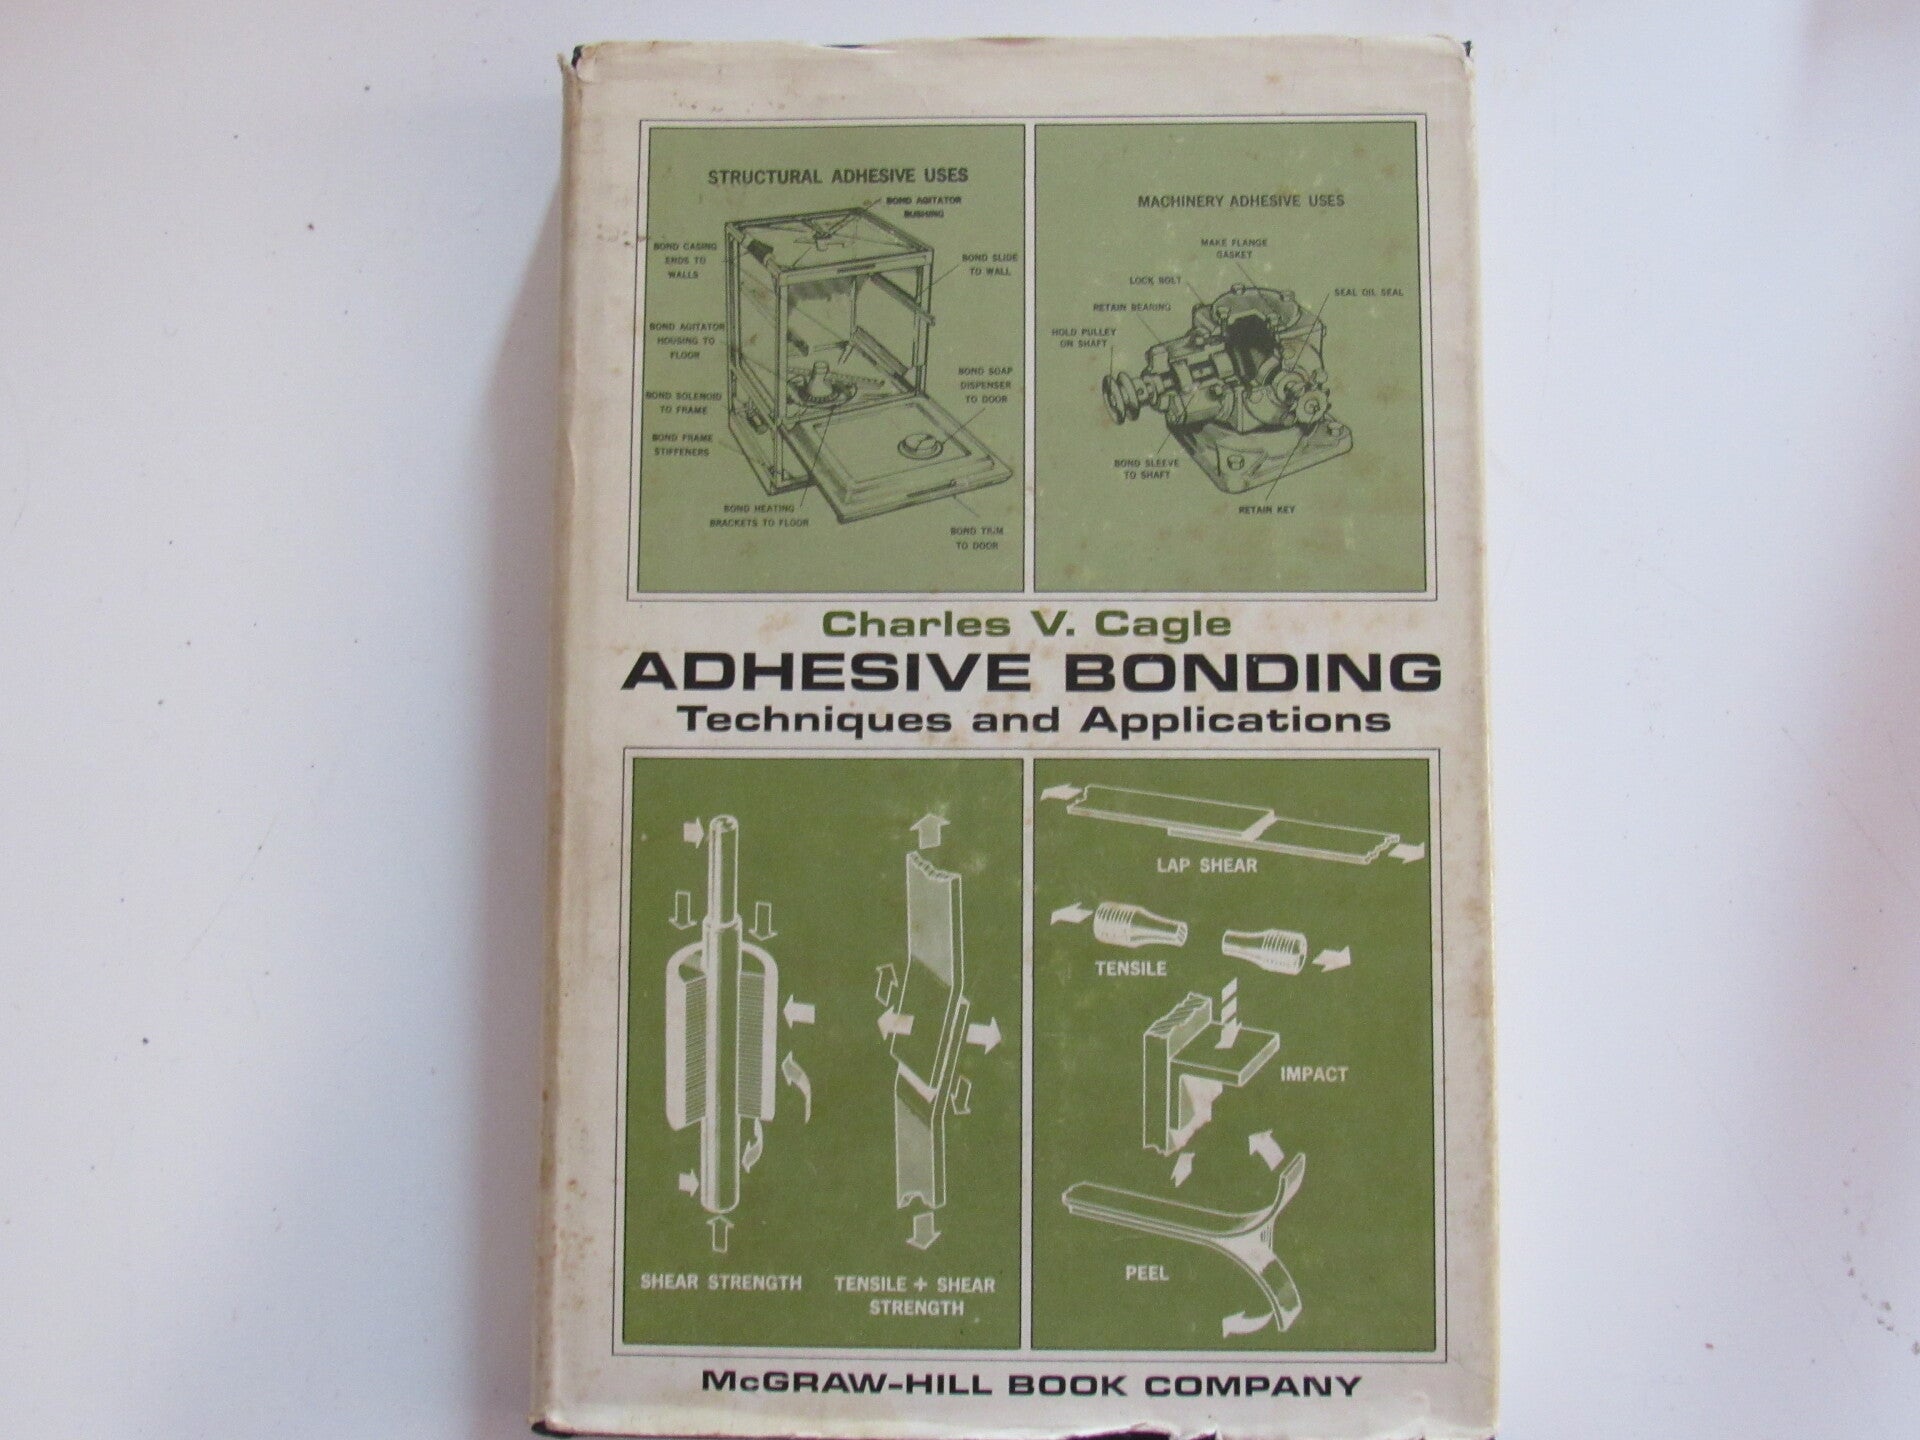 STRUCTURAL ADHESIVE USES
BOND AGITATOR
BUSHING
BOND CASING
ENDS TO
WALLS
BOND SLIDE
TO WALL
BOND AGITATOR
HOUSING TO
FLOOR
BOND SOAP
DISPENSER
TO DOOR
BOND SOLENOID
TO FRAME
BOND FRAME
STIFFENERS
BOND HEATING
BRACKETS TO FLOOR
BOND TRIM
TO DOOR
MACHINERY ADHESIVE USES
MAKE FLANGE
GASKET
LOCK BOLT
SEAL OIL SEAL
RETAIN BEARING
HOLD PULLEY
ON SHAFT
BOND SLEEVE
TO SHAFT
RETAIN KEY
Charles V. Cagle
ADHESIVE BONDING
Techniques and Applications
SHEAR STRENGTH
TENSILE + SHEAR
STRENGTH
LAP SHEAR
TENSILE
IMPACT
PEEL
McGRAW-HILL BOOK COMPANY